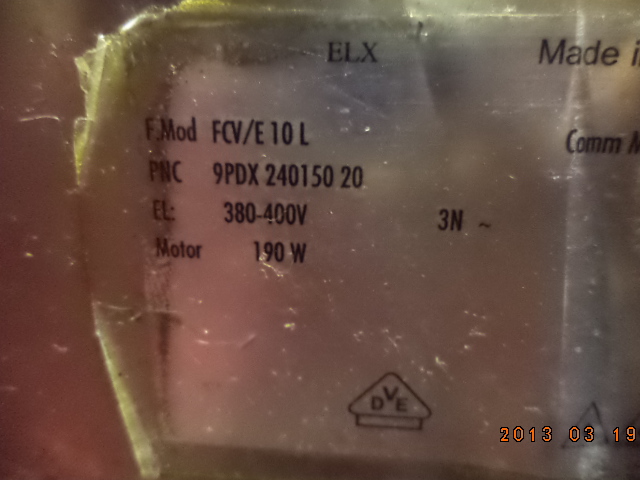 ELX
Made
F.Mod FCV/E 10 L
Comm
PNC 9PDX 240150 20
EL: 380-400V 3N ~
Motor 190 W
DVE
2013 03 19